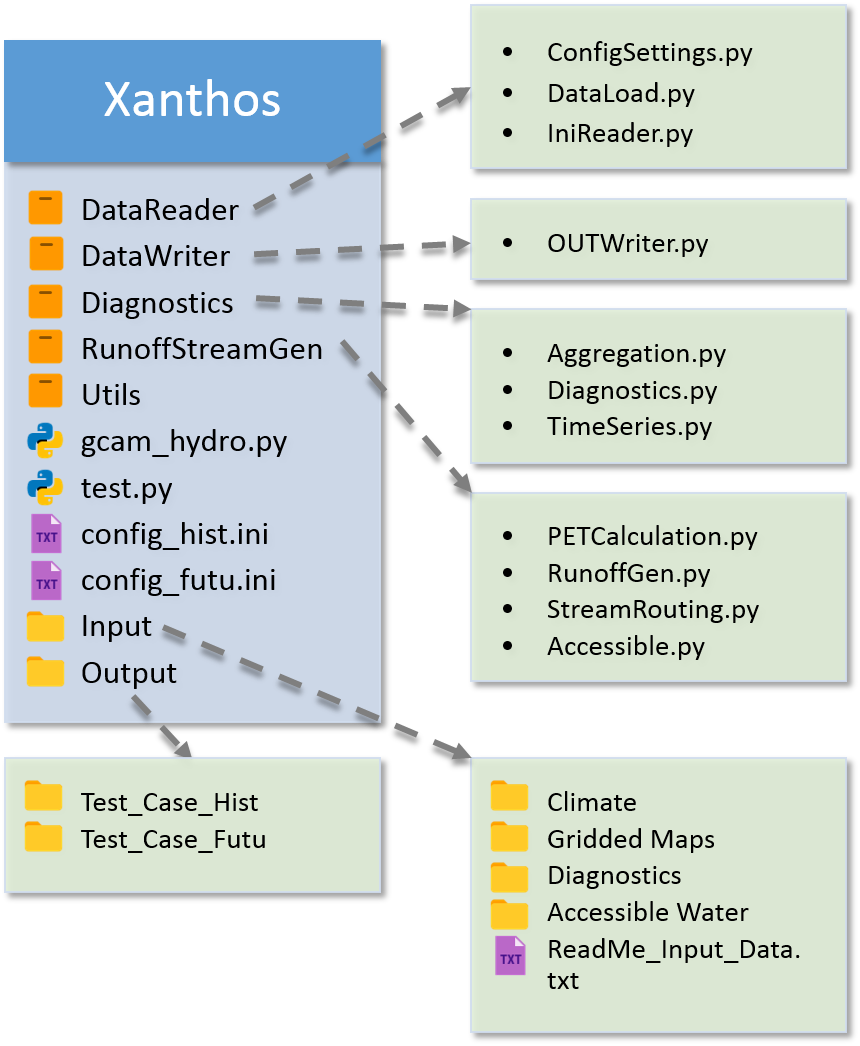 Xanthos
DataReader
DataWriter
Diagnostics
RunoffStreamGen
Utils
gcam_hydro.py
test.py
TXT
config_hist.ini
TXT
config_futu.ini
Input
Output
• ConfigSettings.py
• DataLoad.py
• IniReader.py
• OUTWriter.py
• Aggregation.py
• Diagnostics.py
• TimeSeries.py
• PETCalculation.py
• RunoffGen.py
• StreamRouting.py
• Accessible.py
Test_Case_Hist
Test_Case_Futu
Climate
Gridded Maps
Diagnostics
Accessible Water
TXT
ReadMe_Input_Data.
txt